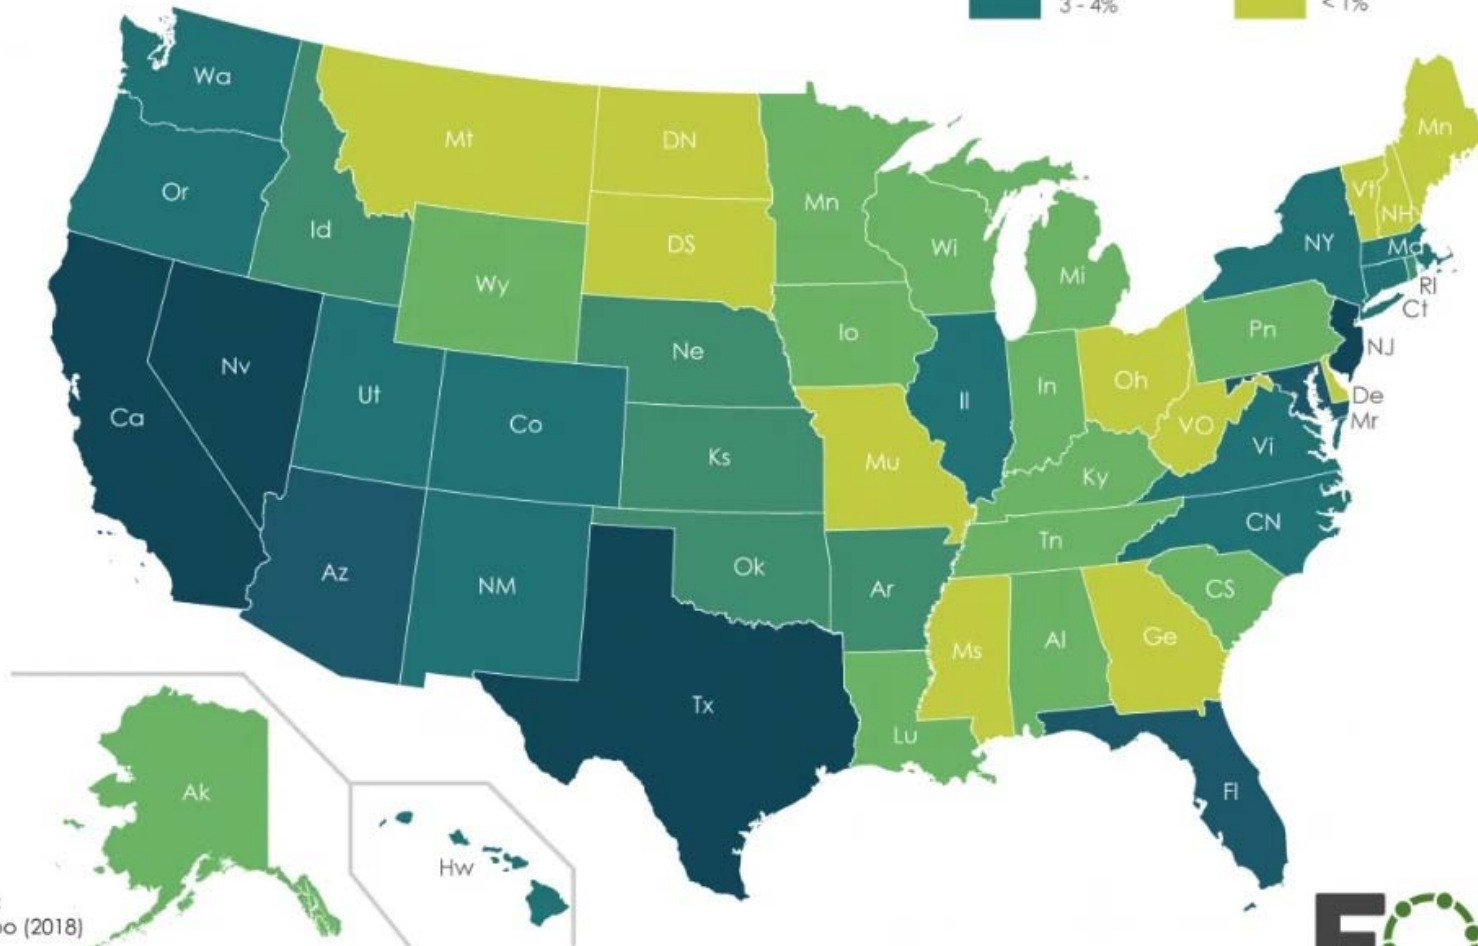 3 - 4%
< 1%
Wa
Mt
DN
Mn
Mn
Or
Id
DS
Wi
Mi
Vt
NH
NY
Ma
RI
Ct
Wy
Io
Pn
NJ
Nv
Ne
Ut
Ca
Co
Il
In
Oh
De
Mr
VO
Vi
Ks
Mu
Ky
CN
Az
NM
Ok
Ar
Tn
CS
Tx
Ms
Al
Ge
Lu
Fl
Ak
Hw
(2018)